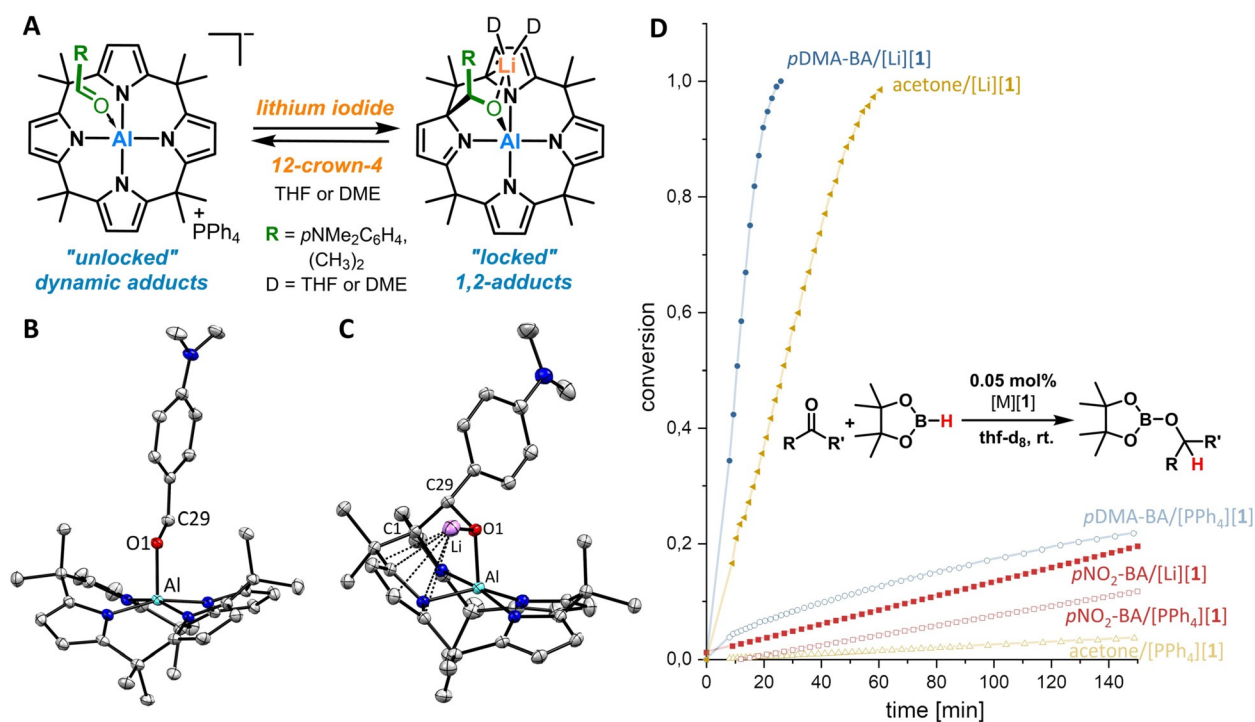 A
R
O
Al
N
N
N
N
−
+
PPh4
"unlocked"
dynamic adducts
lithium iodide
12-crown-4
THF or DME
R = pNMe2C6H4,
(CH3)2
D = THF or DME
D
D
Li
R
O
N
N
Al
N
N
"locked"
1,2-adducts
B
C29
O1
Al
C
C29
C1
O1
Li
Al
D
pDMA-BA/[Li][1]
acetone/[Li][1]
pDMA-BA/[PPh4][1]
pNO2-BA/[Li][1]
pNO2-BA/[PPh4][1]
acetone/[PPh4][1]
O
R
R'
+
O
B
O
H
0.05 mol%
[M][1]
thf-d8, rt.
O
B
O
O
R'
R
H
conversion
1,0
0,8
0,6
0,4
0,2
0,0
0
20
40
60
80
100
120
140
time [min]